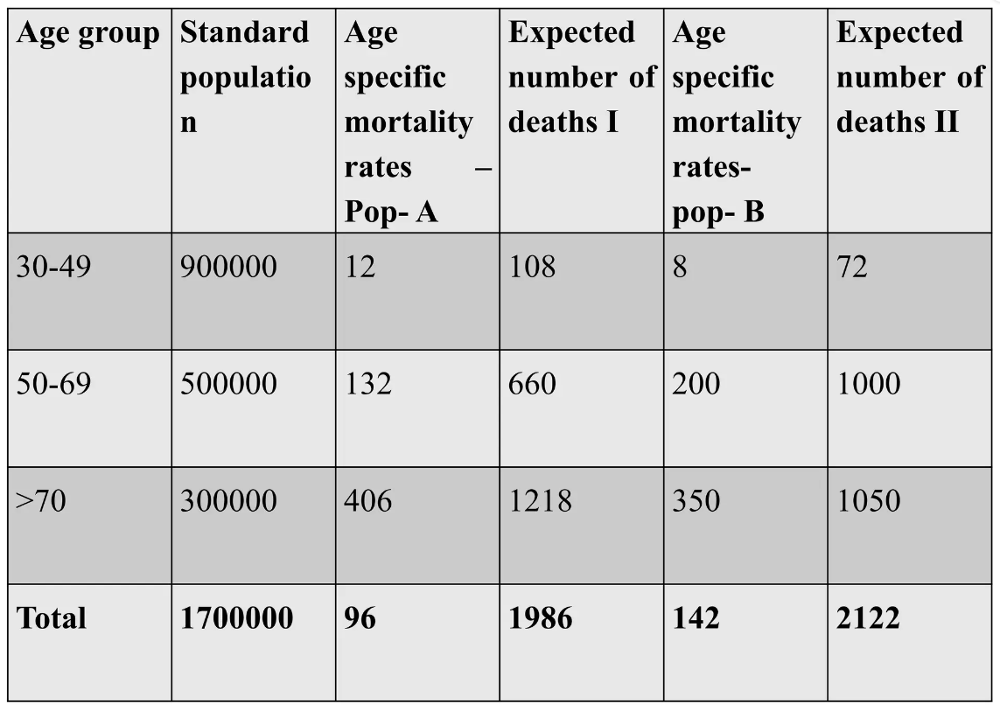 Age group Standard Age Expected Age Expected
populatio specific number of specific number of
n mortality deaths I mortality deaths II
rates – rates-
Pop- A pop- B
30-49 900000 12 108 8 72
50-69 500000 132 660 200 1000
>70 300000 406 1218 350 1050
Total 1700000 96 1986 142 2122